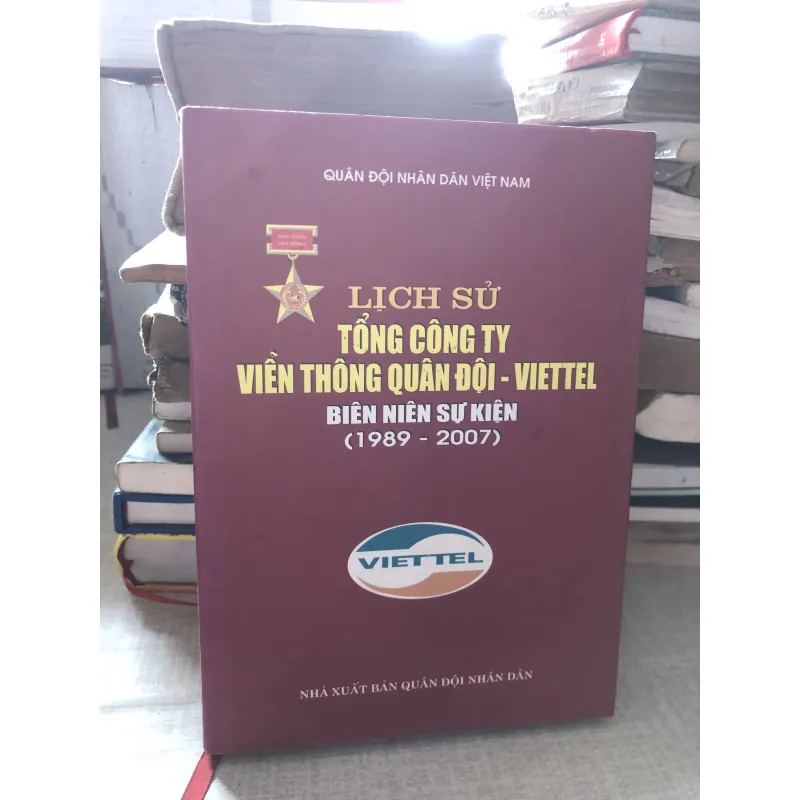 QUÂN ĐỘI NHÂN DÂN VIỆT NAM
LỊCH SỬ
TỔNG CÔNG TY
VIỄN THÔNG QUÂN ĐỘI - VIETTEL
BIÊN NIÊN SỰ KIỆN
(1989 - 2007)
VIETTEL
NHÀ XUẤT BẢN QUÂN ĐỘI NHÂN DÂN